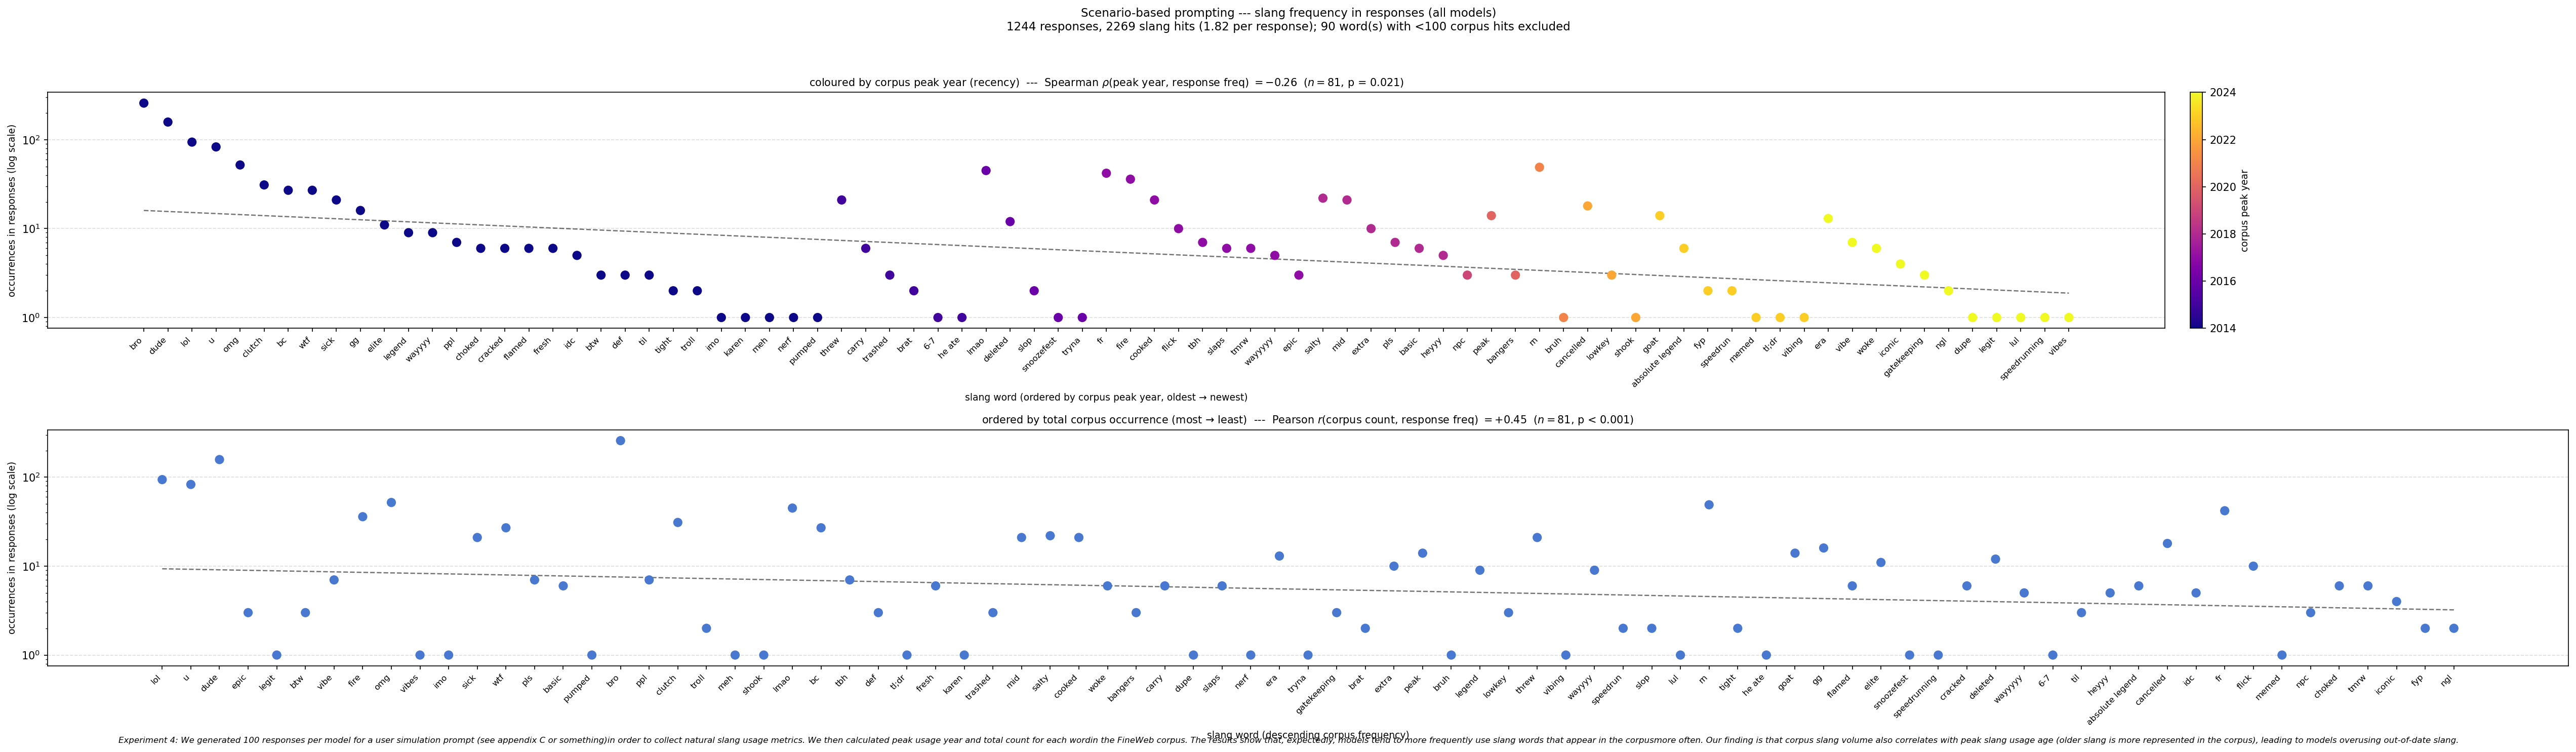 Scenario-based prompting --- slang frequency in responses (all models)
1244 responses, 2269 slang hits (1.82 per response); 90 word(s) with <100 corpus hits excluded
coloured by corpus peak year (recency) --- Spearman ρ(peak year, response freq) = −0.26 (n = 81, p = 0.021)
occurrences in responses (log scale)
10²
10¹
10⁰
bro
dude
lol
u
omg
clutch
bc
wtf
sick
gg
elite
legend
wayyyy
ppl
choked
cracked
flamed
fresh
idc
btw
def
til
tight
troll
imo
karen
meh
nerf
pumped
threw
carry
trashed
brat
6-7
he ate
lmao
deleted
slop
snoozefest
tryna
fr
fire
cooked
flick
tbh
slaps
tmrw
wayyyyy
epic
salty
mid
extra
pls
basic
heyyy
npc
peak
bangers
rn
bruh
cancelled
lowkey
shook
goat
absolute legend
fyp
speedrun
memed
tl;dr
vibing
era
vibe
woke
iconic
gatekeeping
ngl
dupe
legit
lul
speedrunning
vibes
slang word (ordered by corpus peak year, oldest → newest)
2024
2022
2020
2018
2016
2014
corpus peak year
ordered by total corpus occurrence (most → least) --- Pearson r(corpus count, response freq) = +0.45 (n = 81, p < 0.001)
occurrences in responses (log scale)
10²
10¹
10⁰
lol
u
dude
epic
legit
btw
vibe
fire
omg
vibes
imo
sick
wtf
pls
basic
pumped
bro
ppl
clutch
troll
meh
shook
lmao
bc
tbh
def
tl;dr
fresh
karen
trashed
mid
salty
cooked
woke
bangers
carry
dupe
slaps
nerf
era
tryna
gatekeeping
brat
extra
peak
bruh
legend
lowkey
threw
vibing
wayyyy
speedrun
slop
lul
rn
tight
he ate
goat
gg
flamed
elite
snoozefest
speedrunning
cracked
deleted
wayyyyy
6-7
til
heyyy
absolute legend
cancelled
idc
fr
flick
memed
npc
choked
tmrw
iconic
fyp
ngl
slang word (descending corpus frequency)
Experiment 4: We generated 100 responses per model for a user simulation prompt (see appendix C or something)in order to collect natural slang usage metrics. We then calculated peak usage year and total count for each wordin the FineWeb corpus. The results show that, expectedly, models tend to more frequently use slang words that appear in the corpusmore often. Our finding is that corpus slang volume also correlates with peak slang usage age (older slang is more represented in the corpus), leading to models overusing out-of-date slang.